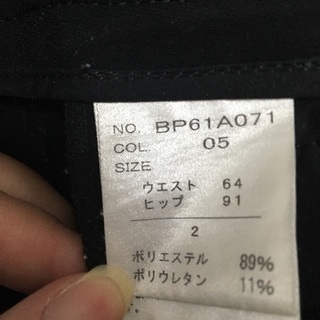 NO. BP61A071
COL. 05
SIZE
ウエスト 64
ヒップ 91
2
ポリエステル 89%
ポリウレタン 11%